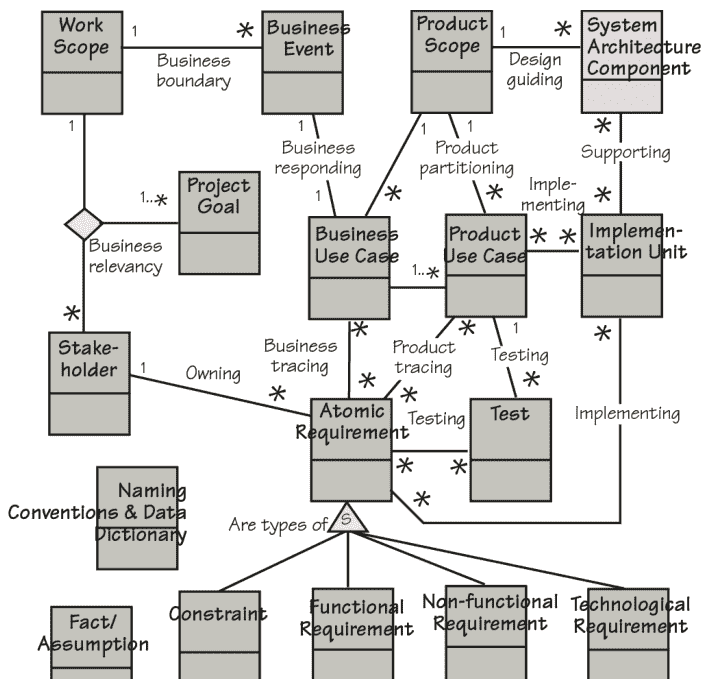 Work
Scope
1
*
Business
boundary
Business
Event
Product
Scope
1
*
Design
guiding
System
Architecture
Component
1
1
Business
responding
1
1
*
1
Product
partitioning
*
*
Supporting
*
1..*
Project
Goal
Business
relevancy
*
Imple-
menting
*
*
Business
Use Case
1..*
Product
Use Case
Implemen-
tation Unit
Stake-
holder
1
Owning
*
*
Business
tracing
*
*
Product
tracing
*
1
Testing
*
*
Implementing
*
Atomic
Requirement
Testing
*
*
Test
Naming
Conventions & Data
Dictionary
Are types of
S
Fact/
Assumption
Constraint
Functional
Requirement
Non-functional
Requirement
Technological
Requirement